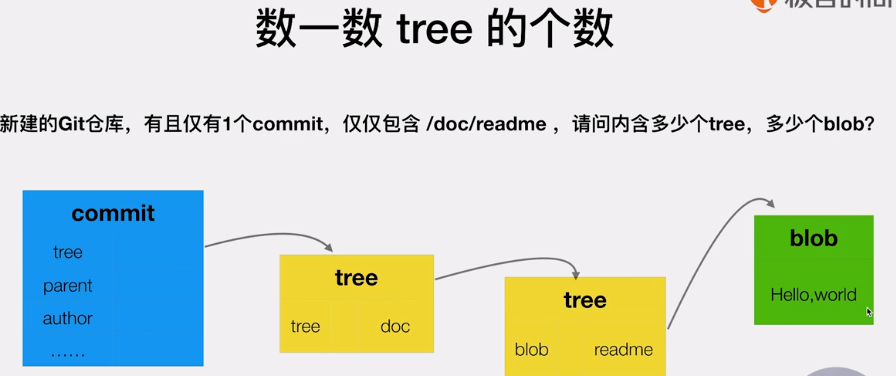 数一数 tree 的个数
新建的Git仓库，有且仅有1个commit，仅仅包含 /doc/readme ，请问内含多少个tree，多少个blob?
commit
tree
parent
author
……
tree
tree doc
tree
blob readme
blob
Hello,world